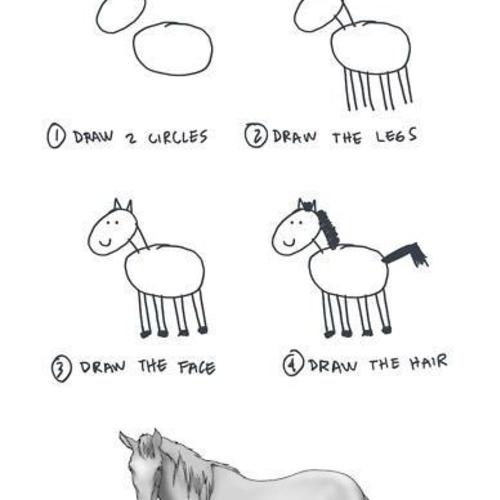 ① DRAW 2 CIRCLES
② DRAW THE LEGS
③ DRAW THE FACE
④ DRAW THE HAIR